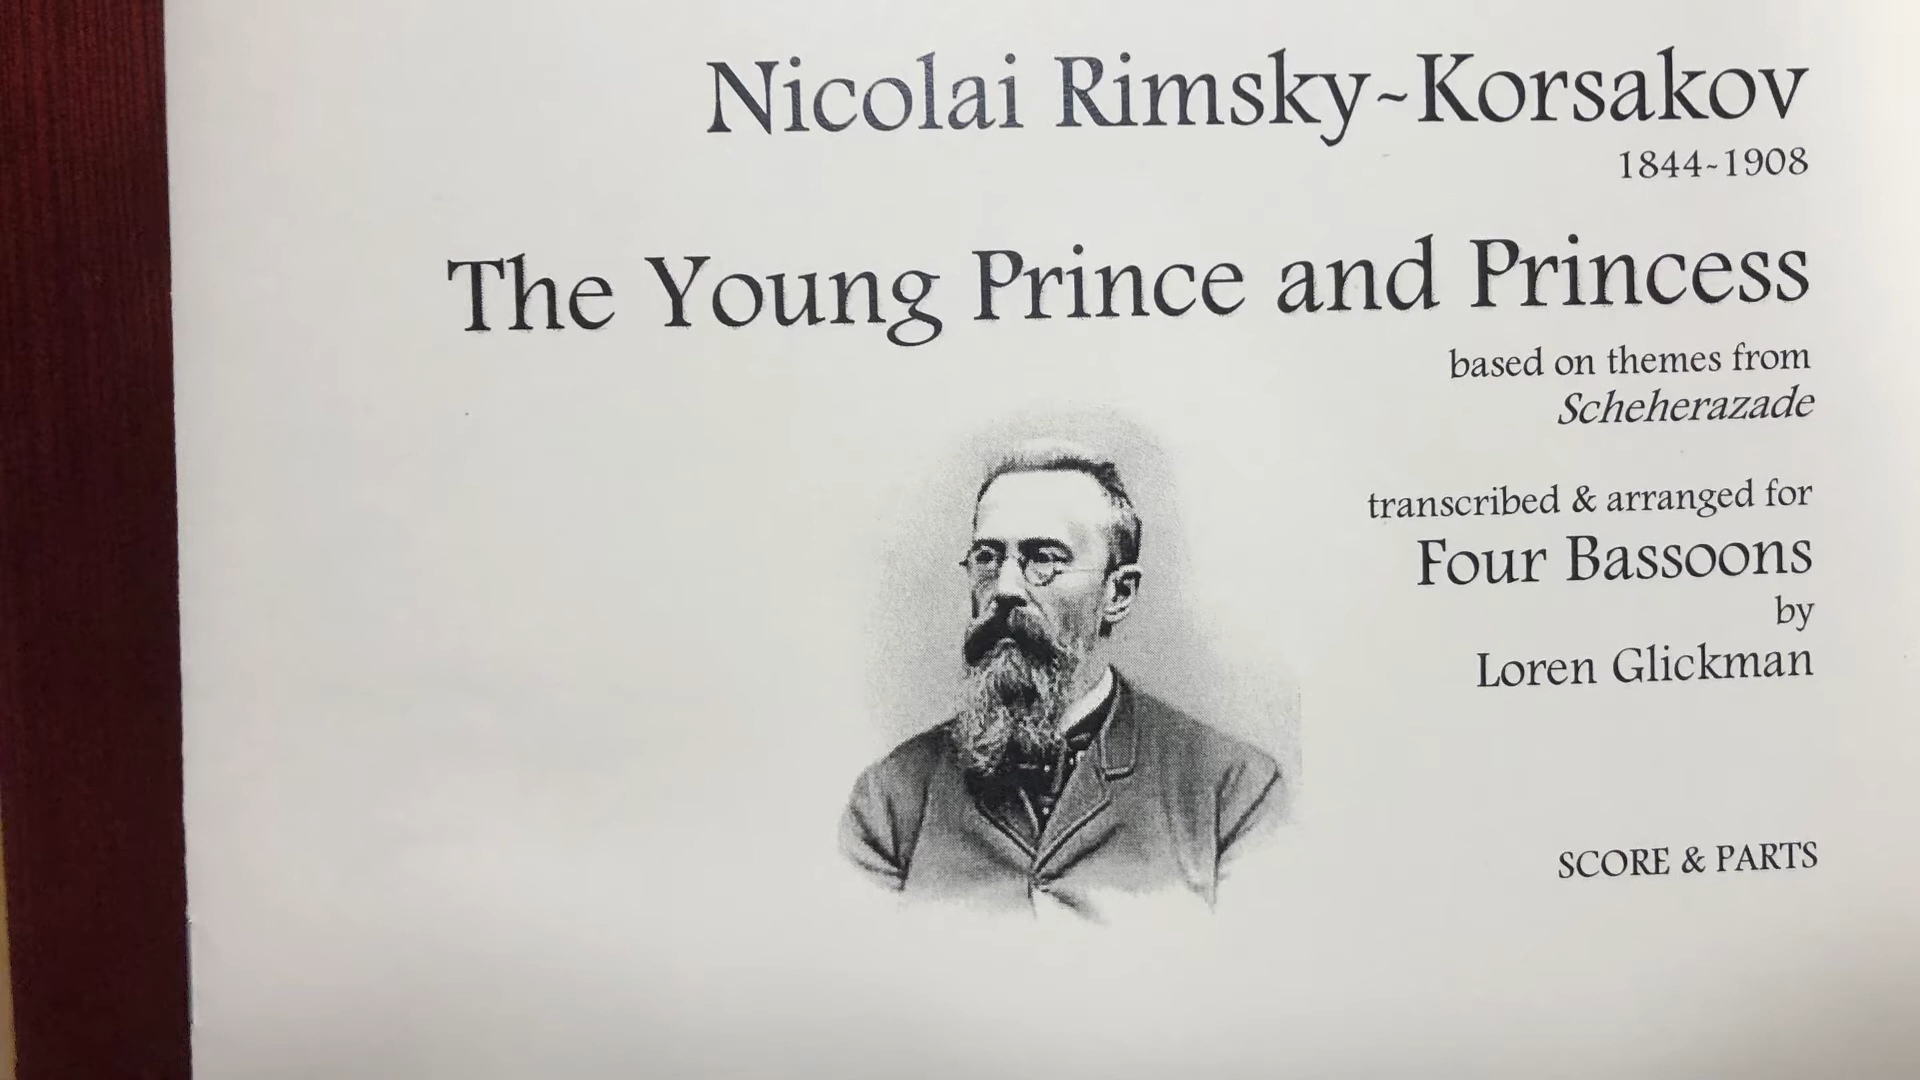 Nicolai Rimsky~Korsakov
1844~1908
The Young Prince and Princess
based on themes from
Scheherazade
transcribed & arranged for
Four Bassoons
by
Loren Glickman
SCORE & PARTS